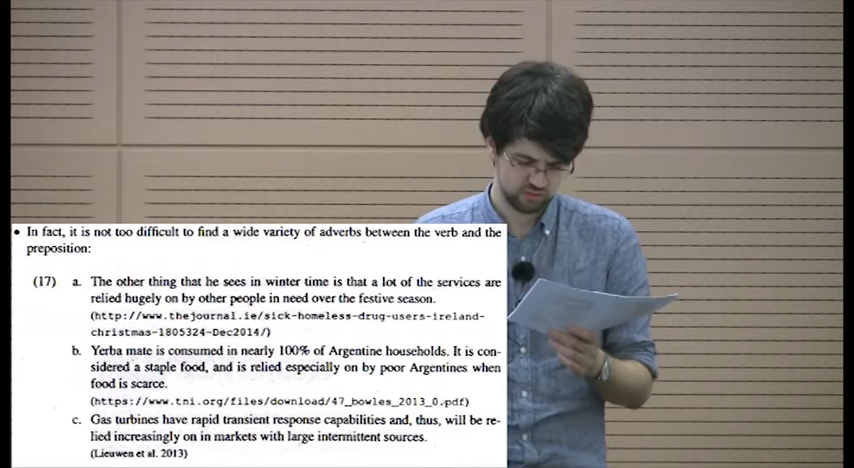 • In fact, it is not too difficult to find a wide variety of adverbs between the verb and the
preposition:
(17) a. The other thing that he sees in winter time is that a lot of the services are
relied hugely on by other people in need over the festive season.
(http://www.thejournal.ie/sick-homeless-drug-users-ireland-
christmas-1805324-Dec2014/)
b. Yerba mate is consumed in nearly 100% of Argentine households. It is con-
sidered a staple food, and is relied especially on by poor Argentines when
food is scarce.
(https://www.tni.org/files/download/47_bowles_2013_0.pdf)
c. Gas turbines have rapid transient response capabilities and, thus, will be re-
lied increasingly on in markets with large intermittent sources.
(Lieuwen et al. 2013)